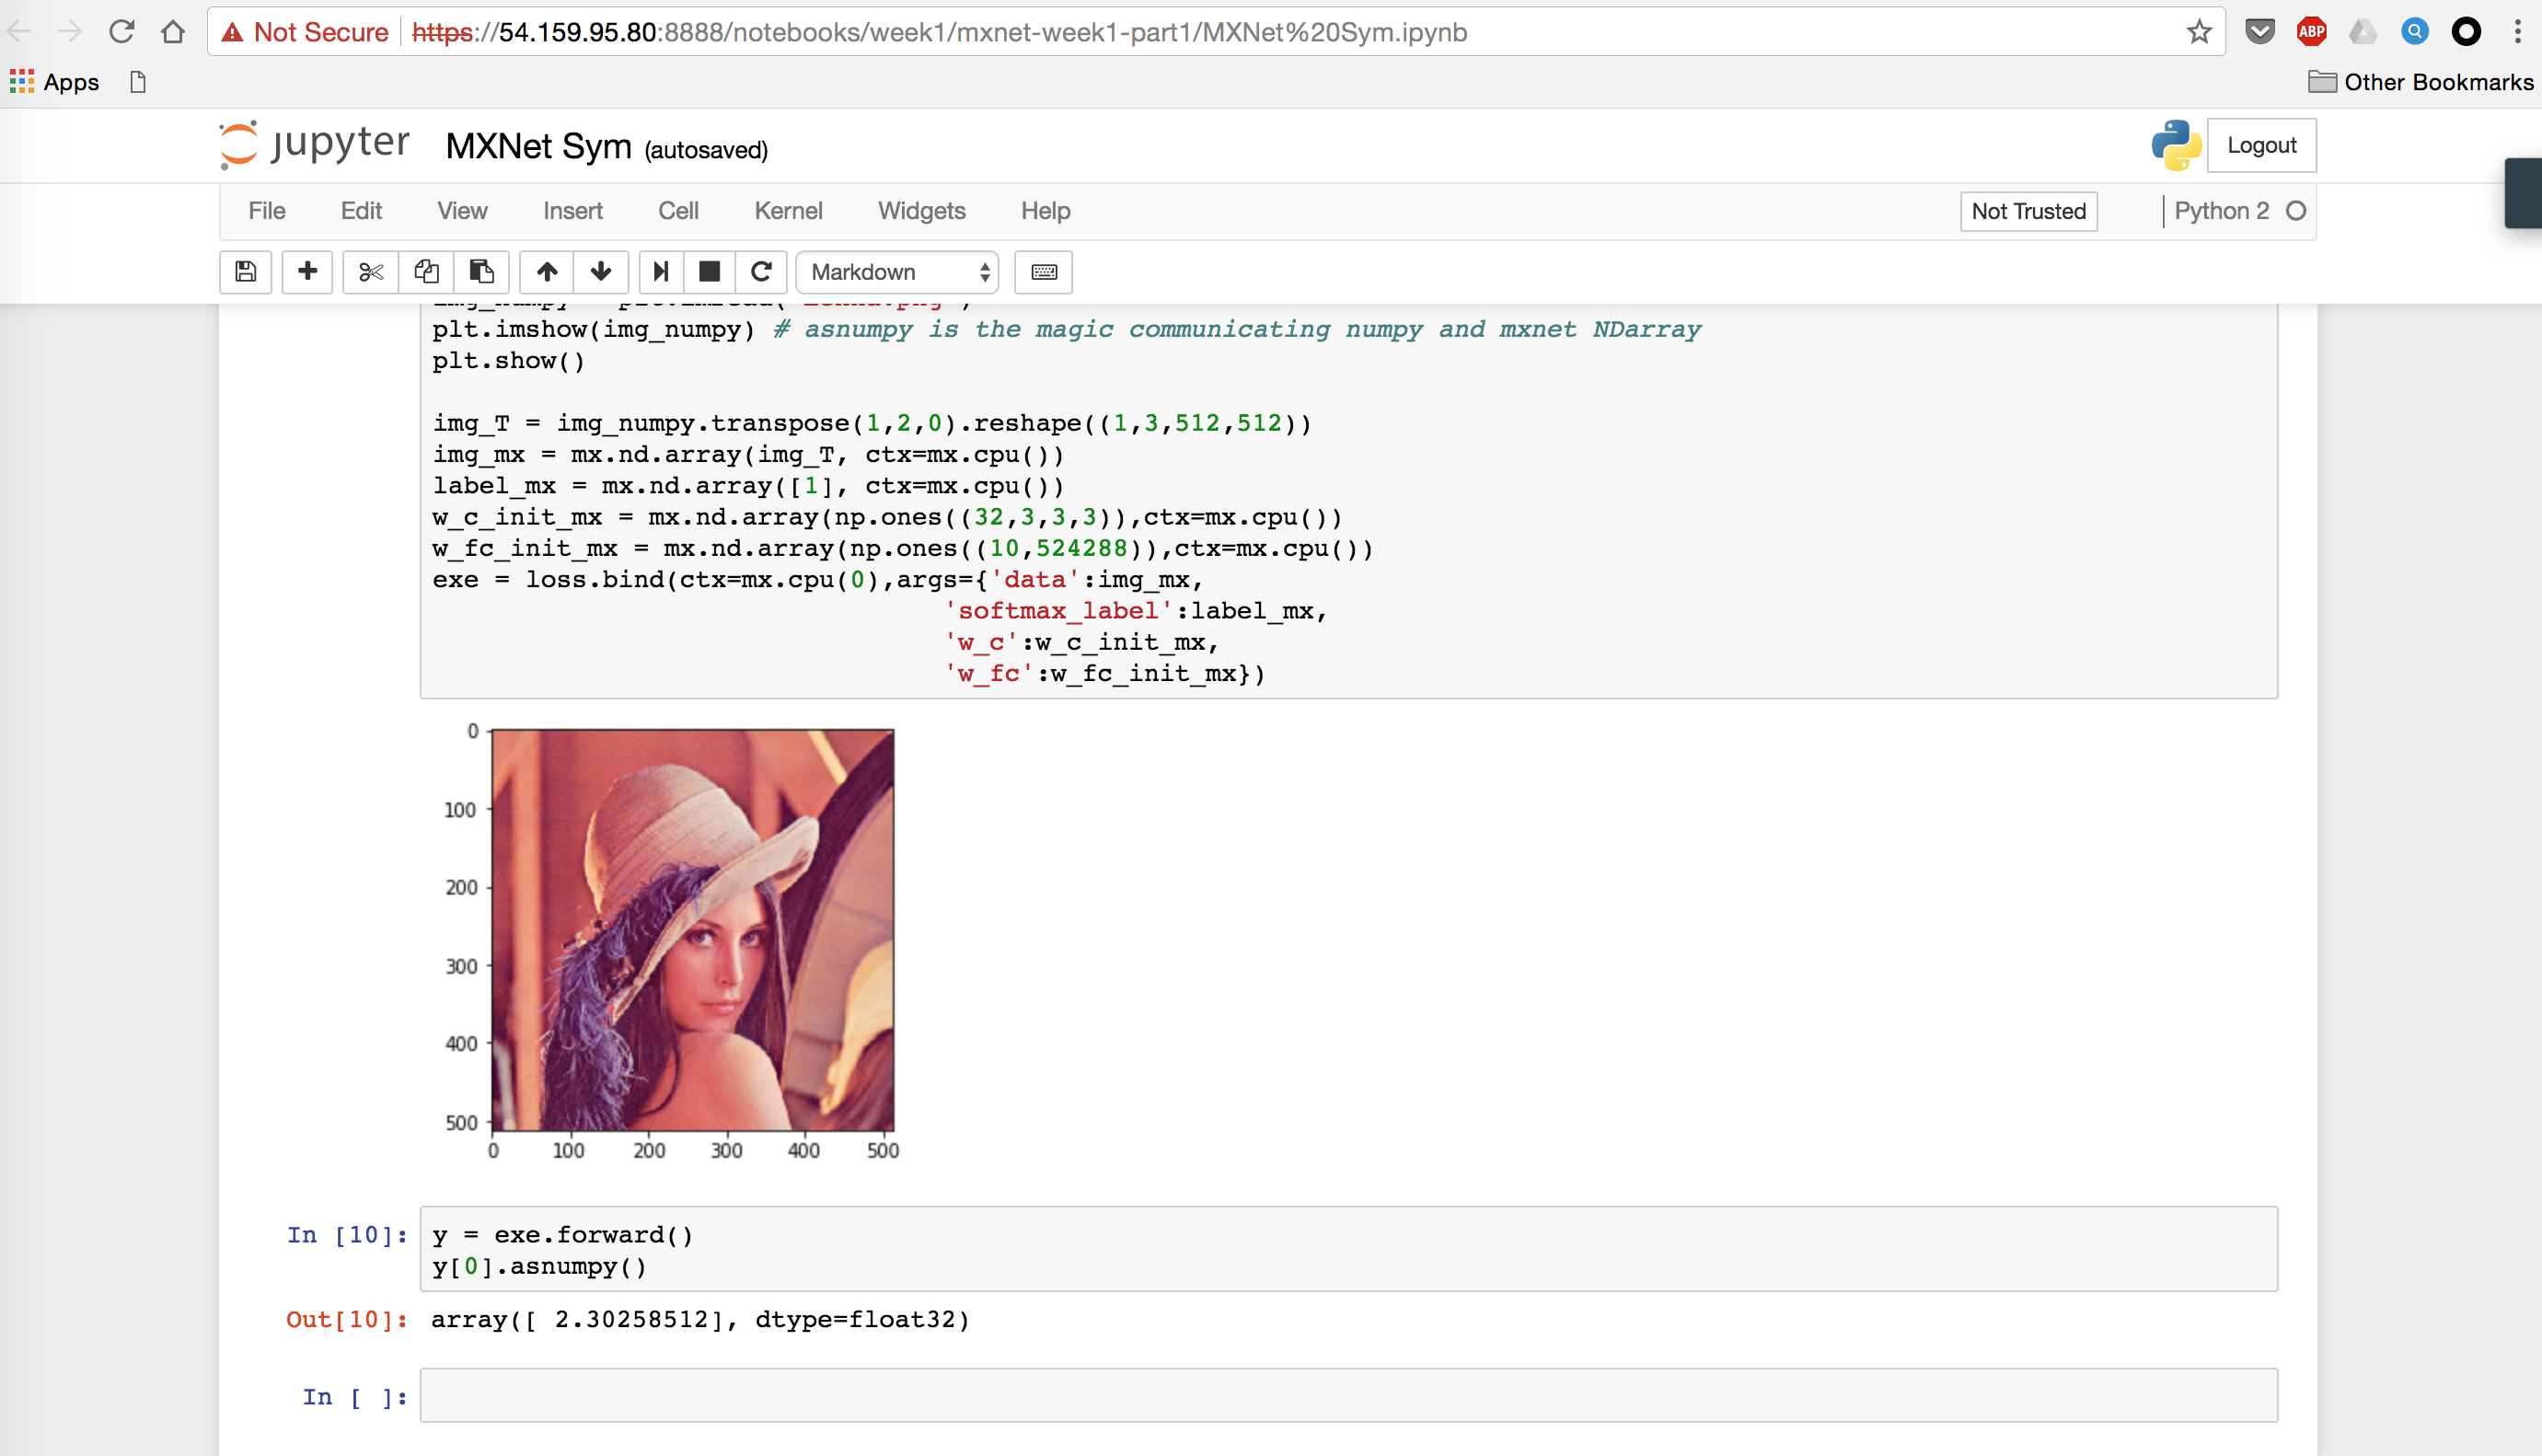 Not Secure https://54.159.95.80:8888/notebooks/week1/mxnet-week1-part1/MXNet%20Sym.ipynb
ABP
Apps
Other Bookmarks
jupyter MXNet Sym (autosaved)
Logout
File Edit View Insert Cell Kernel Widgets Help
Not Trusted
Python 2
Markdown
plt.imshow(img_numpy) # asnumpy is the magic communicating numpy and mxnet NDarray
plt.show()
img_T = img_numpy.transpose(1,2,0).reshape((1,3,512,512))
img_mx = mx.nd.array(img_T, ctx=mx.cpu())
label_mx = mx.nd.array([1], ctx=mx.cpu())
w_c_init_mx = mx.nd.array(np.ones((32,3,3,3)),ctx=mx.cpu())
w_fc_init_mx = mx.nd.array(np.ones((10,524288)),ctx=mx.cpu())
exe = loss.bind(ctx=mx.cpu(0),args={'data':img_mx,
'softmax_label':label_mx,
'w_c':w_c_init_mx,
'w_fc':w_fc_init_mx})
0
100
200
300
400
500
0 100 200 300 400 500
In [10]: y = exe.forward()
y[0].asnumpy()
Out[10]: array([ 2.30258512], dtype=float32)
In [ ]: